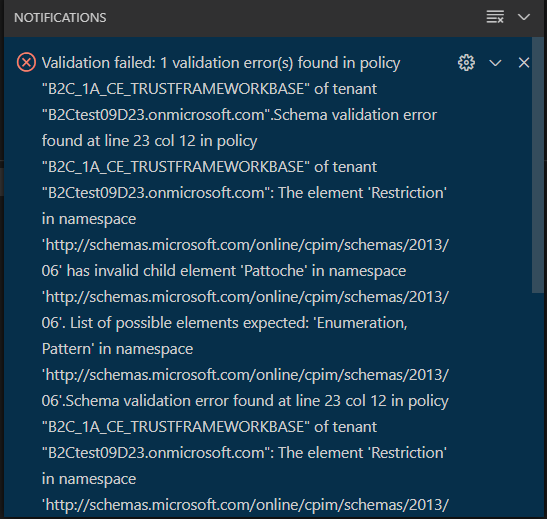 NOTIFICATIONS
Validation failed: 1 validation error(s) found in policy
"B2C_1A_CE_TRUSTFRAMEWORKBASE" of tenant
"B2Ctest09D23.onmicrosoft.com".Schema validation error
found at line 23 col 12 in policy
"B2C_1A_CE_TRUSTFRAMEWORKBASE" of tenant
"B2Ctest09D23.onmicrosoft.com": The element 'Restriction'
in namespace
'http://schemas.microsoft.com/online/cpim/schemas/2013/
06' has invalid child element 'Pattoche' in namespace
'http://schemas.microsoft.com/online/cpim/schemas/2013/
06'. List of possible elements expected: 'Enumeration,
Pattern' in namespace
'http://schemas.microsoft.com/online/cpim/schemas/2013/
06'.Schema validation error found at line 23 col 12 in policy
"B2C_1A_CE_TRUSTFRAMEWORKBASE" of tenant
"B2Ctest09D23.onmicrosoft.com": The element 'Restriction'
in namespace
'http://schemas.microsoft.com/online/cpim/schemas/2013/